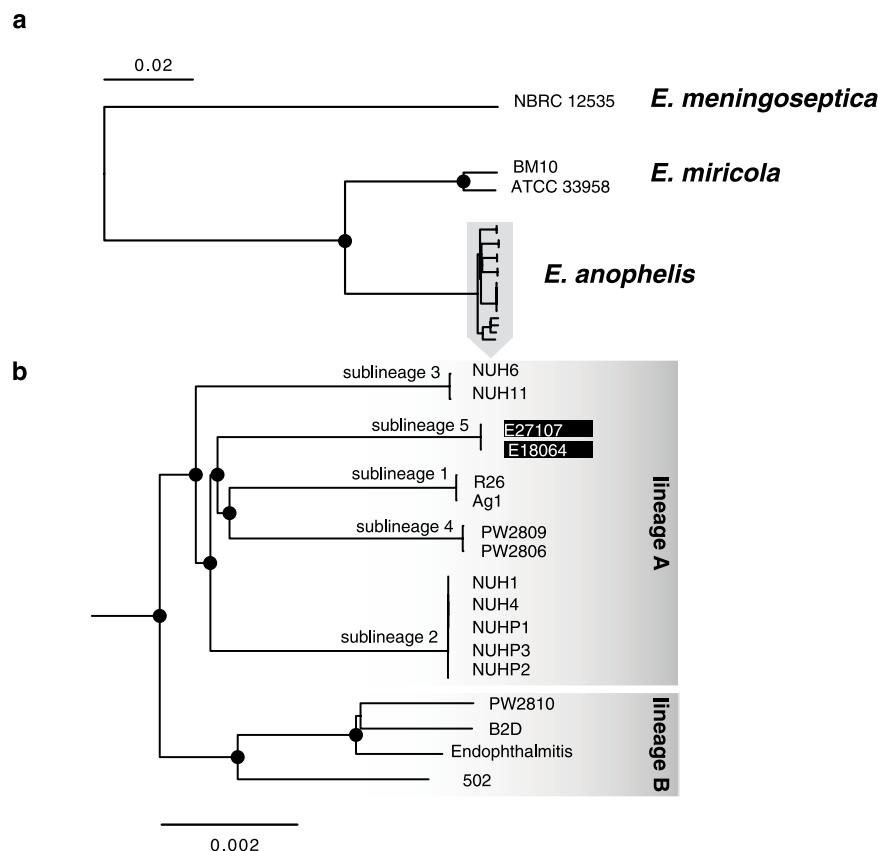 a
0.02
NBRC 12535 E. meningoseptica
BM10
ATCC 33958
E. miricola
E. anophelis
b
sublineage 3
NUH6
NUH11
sublineage 5
E27107
E18064
sublineage 1
R26
Ag1
sublineage 4
PW2809
PW2806
sublineage 2
NUH1
NUH4
NUHP1
NUHP3
NUHP2
lineage A
PW2810
B2D
Endophthalmitis
502
lineage B
0.002